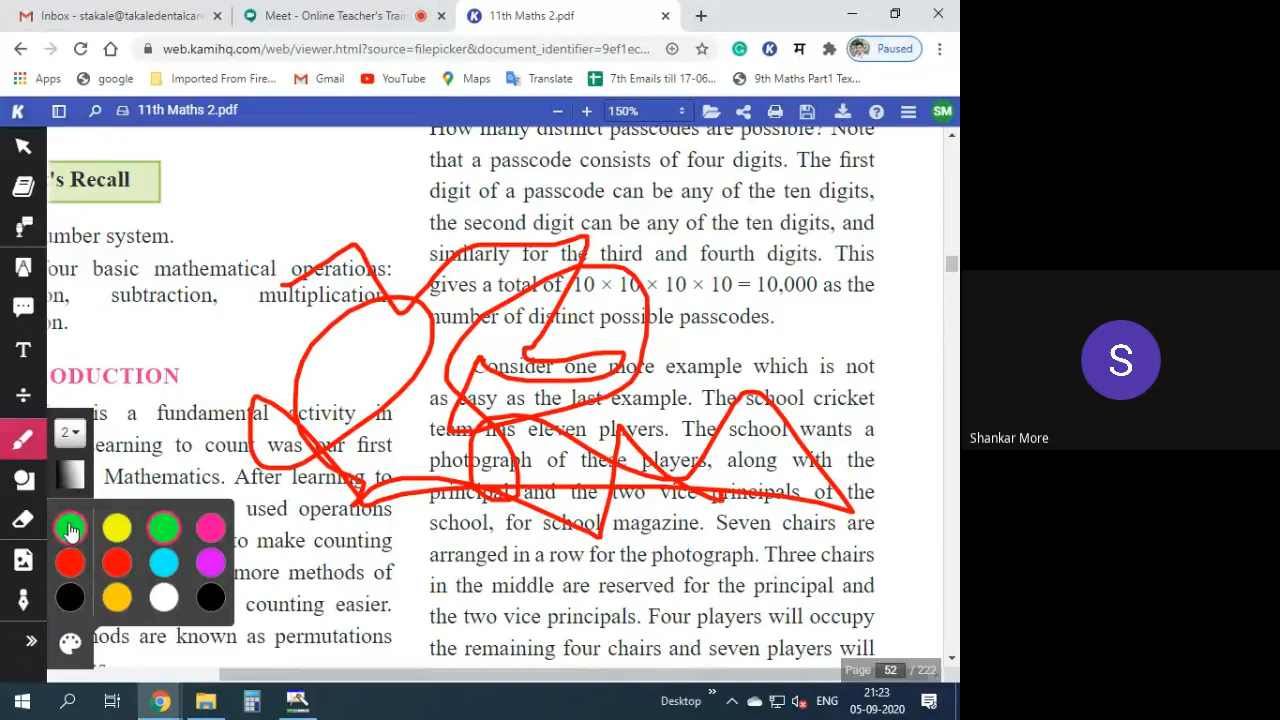 Inbox - stakale@takaledentalcare
Meet - Online Teacher's Train
11th Maths 2.pdf
web.kamihq.com/web/viewer.html?source=filepicker&document_identifier=9ef1ec...
Paused
Apps
google
Imported From Fire...
Gmail
YouTube
Maps
Translate
7th Emails till 17-06...
9th Maths Part1 Tex...
11th Maths 2.pdf
150%
SM
's Recall
umber system.
our basic mathematical operations:
on, subtraction, multiplication,
on.
ODUCTION
is a fundamental activity in
earning to count was our first
Mathematics. After learning to
used operations
to make counting
more methods of
counting easier.
hods are known as permutations
How many distinct passcodes are possible? Note
that a passcode consists of four digits. The first
digit of a passcode can be any of the ten digits,
the second digit can be any of the ten digits, and
similarly for the third and fourth digits. This
gives a total of 10 × 10 × 10 × 10 = 10,000 as the
number of distinct possible passcodes.
Consider one more example which is not
as easy as the last example. The school cricket
team has eleven players. The school wants a
photograph of these players, along with the
principal and the two vice principals of the
school, for school magazine. Seven chairs are
arranged in a row for the photograph. Three chairs
in the middle are reserved for the principal and
the two vice principals. Four players will occupy
the remaining four chairs and seven players will
2
Page 52 / 222
S
Shankar More
Desktop
ENG
21:23
05-09-2020